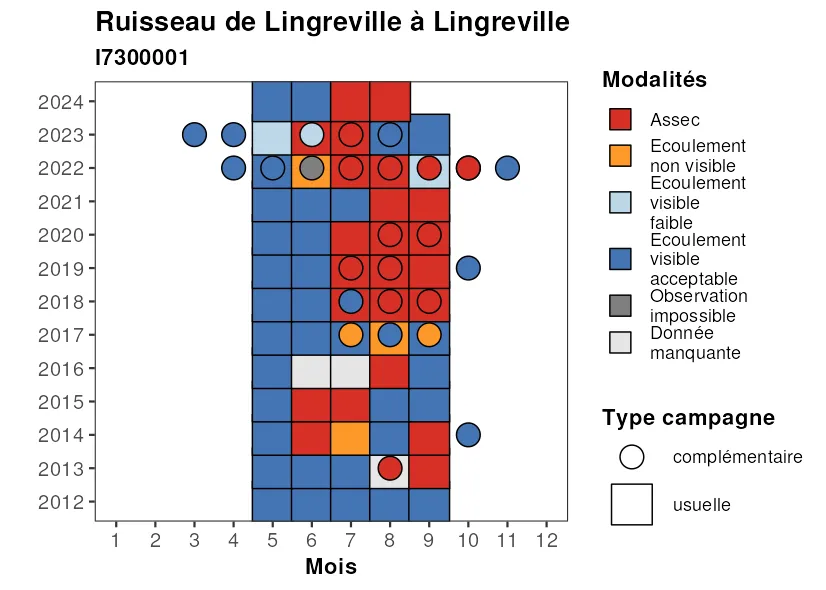 Ruisseau de Lingreville à Lingreville
I7300001
2024
2023
2022
2021
2020
2019
2018
2017
2016
2015
2014
2013
2012
1 2 3 4 5 6 7 8 9 10 11 12
Mois
Modalités
Assec
Ecoulement
non visible
Ecoulement
visible
faible
Ecoulement
visible
acceptable
Observation
impossible
Donnée
manquante
Type campagne
complémentaire
usuelle